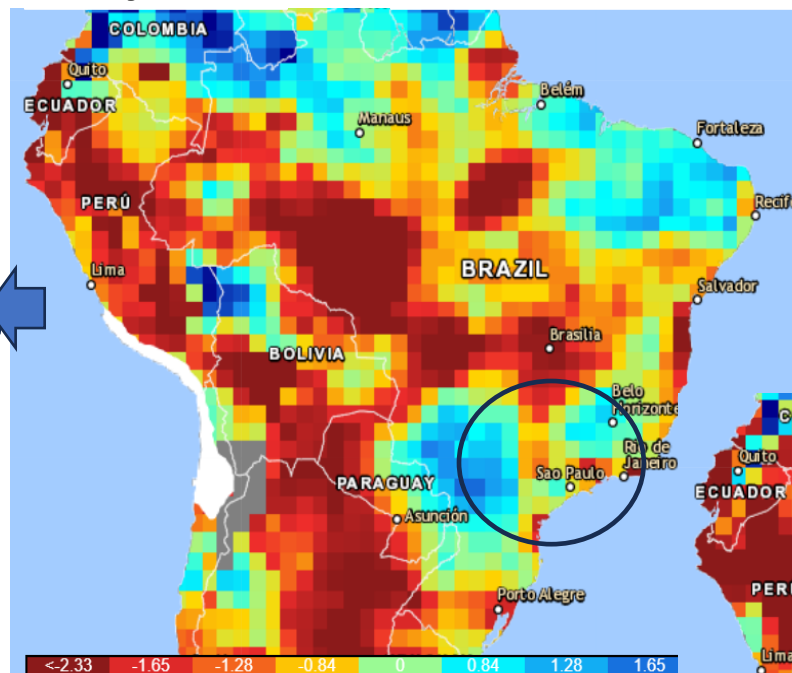 COLOMBIA
Quito
ECUADOR
Manaus
Belém
Fortaleza
PERÚ
Recif
Lima
BRAZIL
Salvador
Brasilia
BOLIVIA
Belo
Horizonte
Rio de
Janeiro
PARAGUAY
Sao Paulo
Asunción
Porto Alegre
C
Quito
ECUADOR
PERÚ
Lima
<-2.33 -1.65 -1.28 -0.84 0 0.84 1.28 1.65